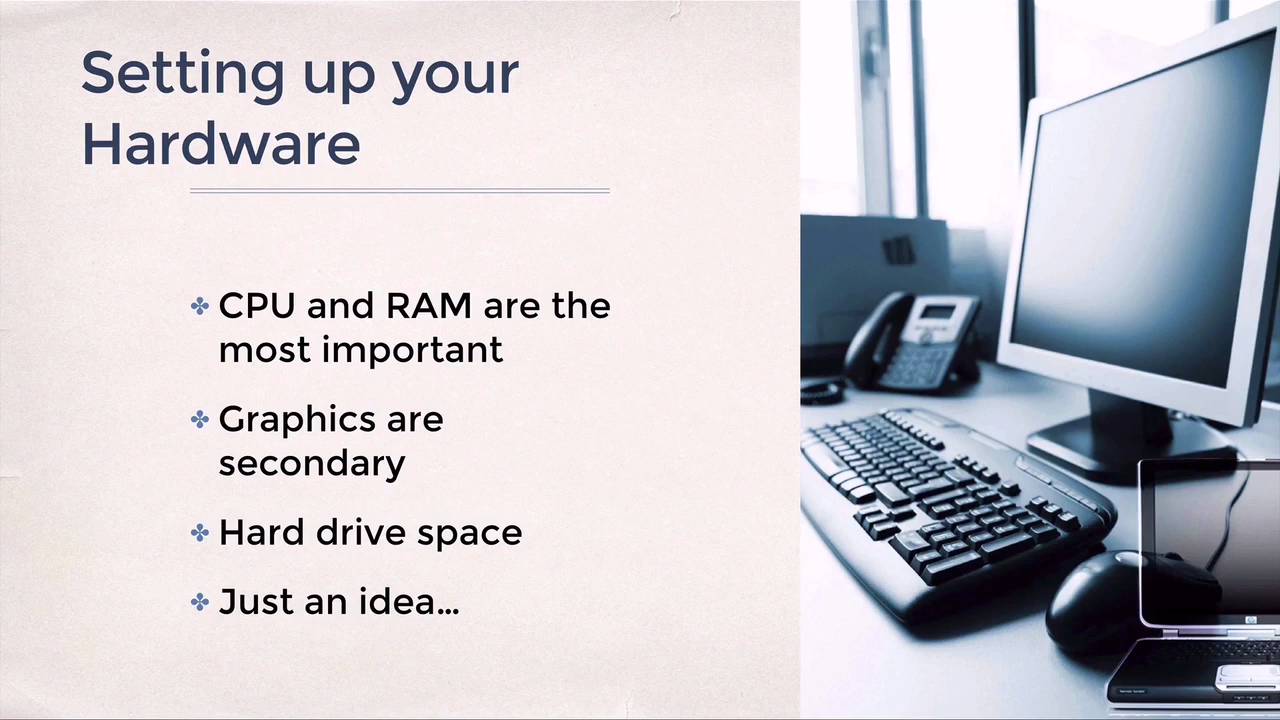 Setting up your
Hardware
CPU and RAM are the
most important
Graphics are
secondary
Hard drive space
Just an idea...